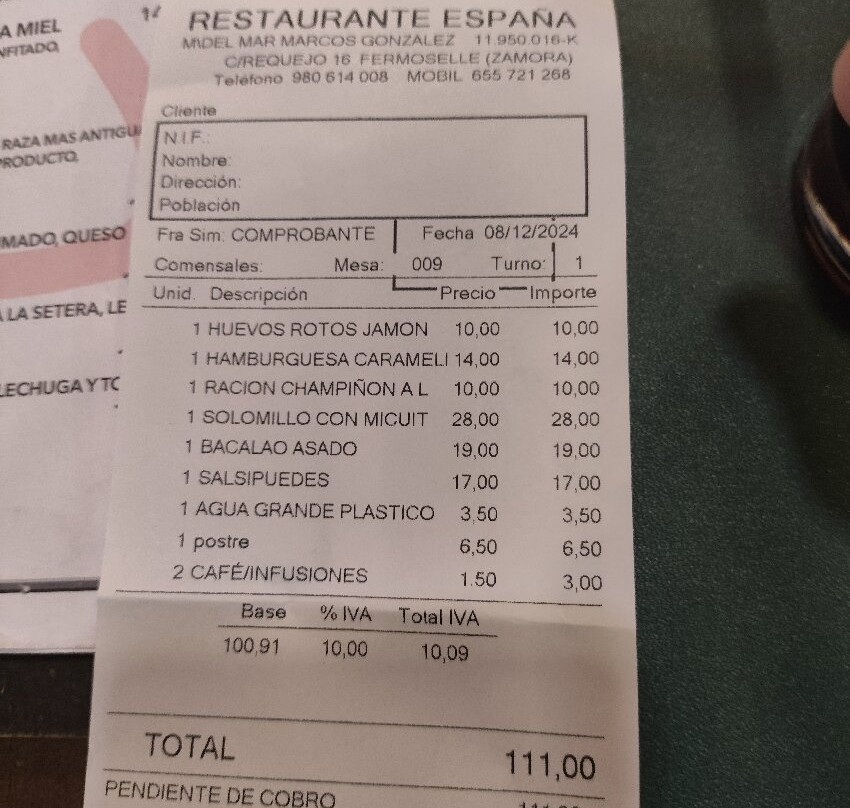 A MIEL
NFITADO,
RAZA MAS ANTIGU
PRODUCTO,
MADO, QUESO
A LA SETERA, LE
LECHUGA Y TC
RESTAURANTE ESPAÑA
MºDEL MAR MARCOS GONZALEZ 11.950.016-K
C/REQUEJO 16 FERMOSELLE (ZAMORA)
Teléfono 980 614 008 MOBIL 655 721 268
Cliente
N.I.F.:
Nombre:
Dirección:
Población
Fra Sim: COMPROBANTE Fecha 08/12/2024
Comensales: Mesa: 009 Turno: 1
Unid. Descripción Precio Importe
1 HUEVOS ROTOS JAMON 10,00 10,00
1 HAMBURGUESA CARAMELI 14,00 14,00
1 RACION CHAMPIÑON A L 10,00 10,00
1 SOLOMILLO CON MICUIT 28,00 28,00
1 BACALAO ASADO 19,00 19,00
1 SALSIPUEDES 17,00 17,00
1 AGUA GRANDE PLASTICO 3,50 3,50
1 postre 6,50 6,50
2 CAFÉ/INFUSIONES 1.50 3,00
Base % IVA Total IVA
100,91 10,00 10,09
TOTAL 111,00
PENDIENTE DE COBRO